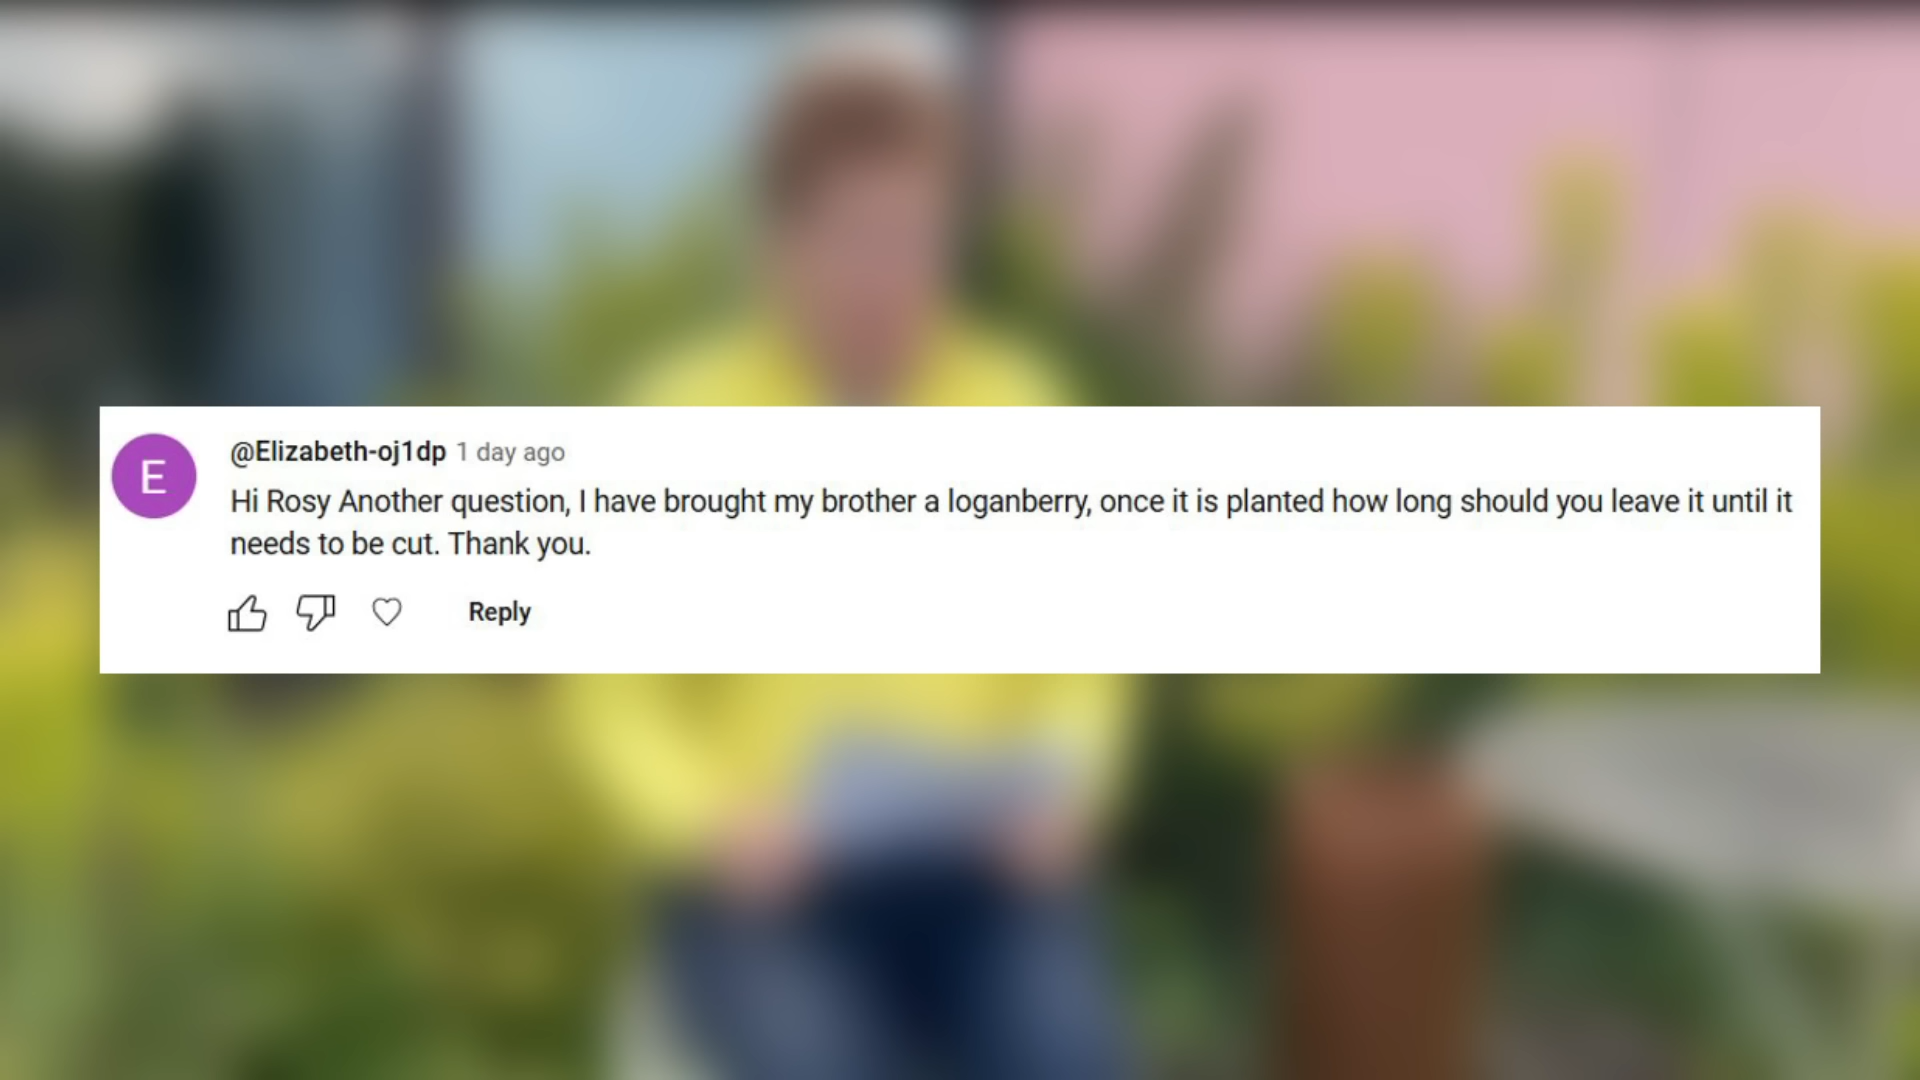 E
@Elizabeth-oj1dp 1 day ago
Hi Rosy Another question, I have brought my brother a loganberry, once it is planted how long should you leave it until it
needs to be cut. Thank you.
Reply